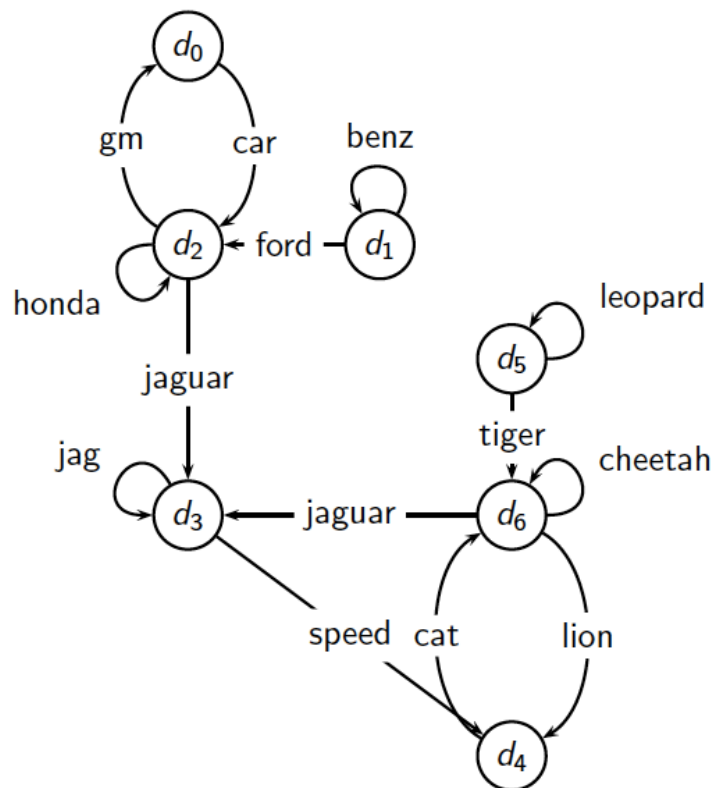 d0
gm
car
benz
d2
ford
d1
honda
leopard
d5
jaguar
tiger
jag
cheetah
d3
jaguar
d6
speed
cat
lion
d4